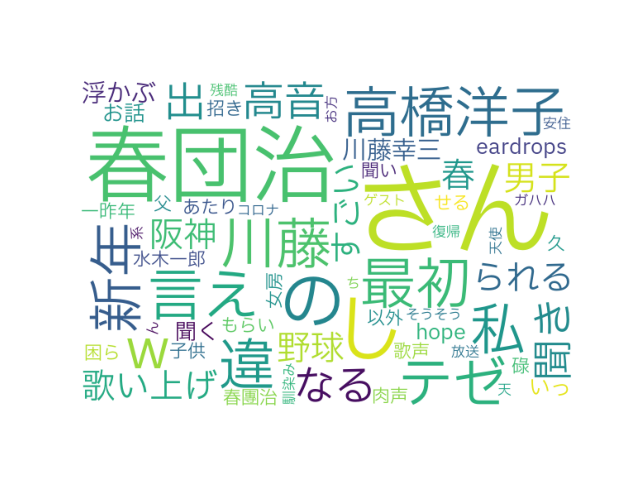 浮かぶ
お話
出
残酷
招き
高音
お方
高橋洋子
安住
春団治
川藤幸三
eardrops
聞い
春
男子
ゲスト
せる
ガハハ
さん
一昨年
父
あたり
コロナ
系
阪神
水木一郎
川藤
すごい
復帰
天使
久
新年
言え
女房
の
最初
られる
し
ち
以外
そうそう
hope
私
聞き
ん
聞く
もらい
困ら
w
子供
違
野球
歌声
放送
碌
歌い上げ
春團治
馴染み
なる
肉声
テゼ
天
いっ